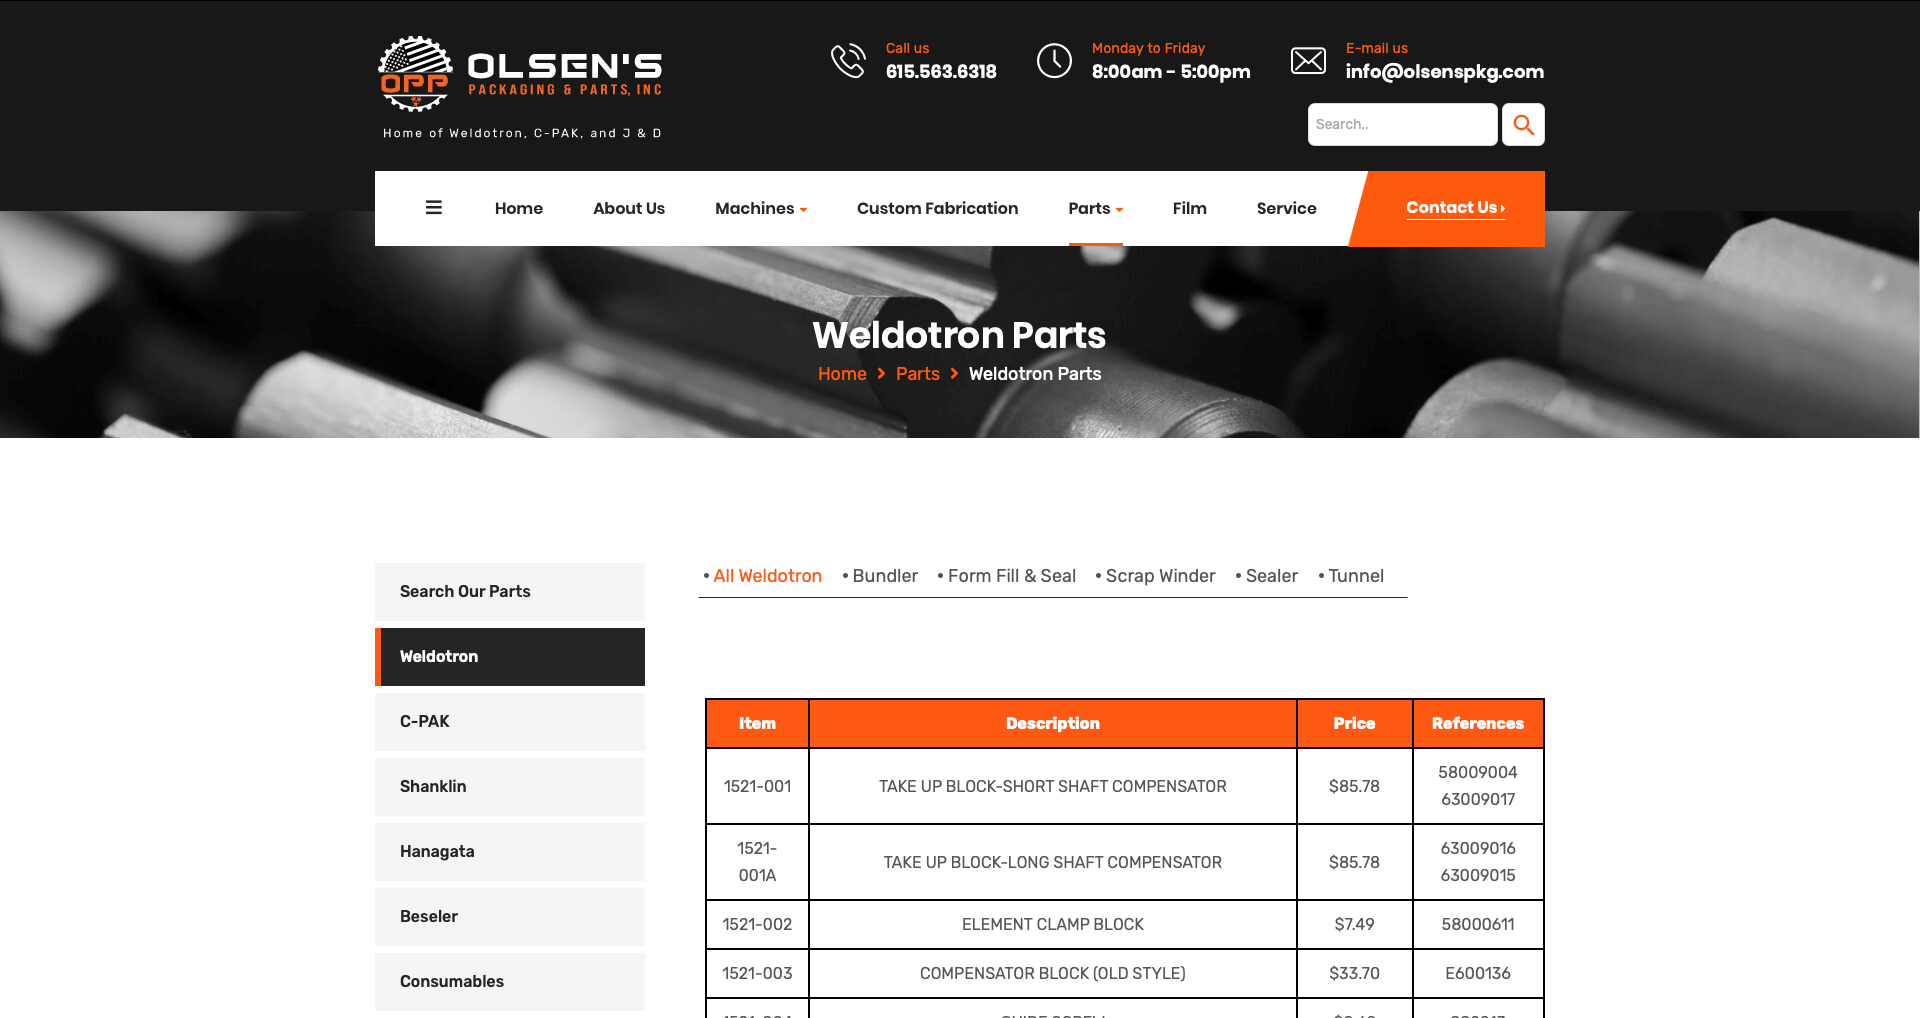 OPP
OLSEN'S
PACKAGING & PARTS, INC
Home of Weldotron, C-PAK, and J & D
Call us
615.563.6318
Monday to Friday
8:00am - 5:00pm
E-mail us
info@olsenspkg.com
Search..
Home About Us Machines Custom Fabrication Parts Film Service Contact Us
Weldotron Parts
Home Parts Weldotron Parts
Search Our Parts
Weldotron
C-PAK
Shanklin
Hanagata
Beseler
Consumables
• All Weldotron • Bundler • Form Fill & Seal • Scrap Winder • Sealer • Tunnel
Item Description Price References
1521-001 TAKE UP BLOCK-SHORT SHAFT COMPENSATOR $85.78 58009004
63009017
1521-
001A TAKE UP BLOCK-LONG SHAFT COMPENSATOR $85.78 63009016
63009015
1521-002 ELEMENT CLAMP BLOCK $7.49 58000611
1521-003 COMPENSATOR BLOCK (OLD STYLE) $33.70 E600136